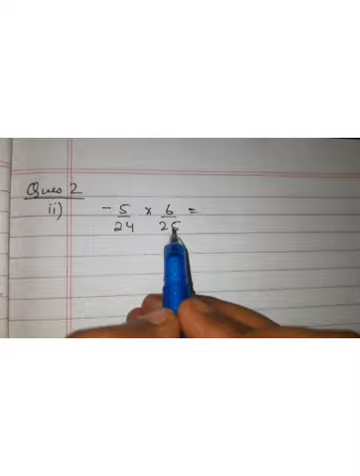 Ques 2
ii) - 5/24 × 6/25 =